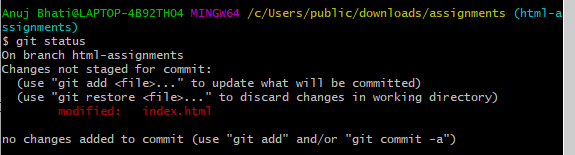 Anuj Bhati@LAPTOP-4B92THO4 MINGW64 /c/Users/public/downloads/assignments (html-a
ssignments)
$ git status
On branch html-assignments
Changes not staged for commit:
  (use "git add <file>..." to update what will be committed)
  (use "git restore <file>..." to discard changes in working directory)
        modified:   index.html

no changes added to commit (use "git add" and/or "git commit -a")